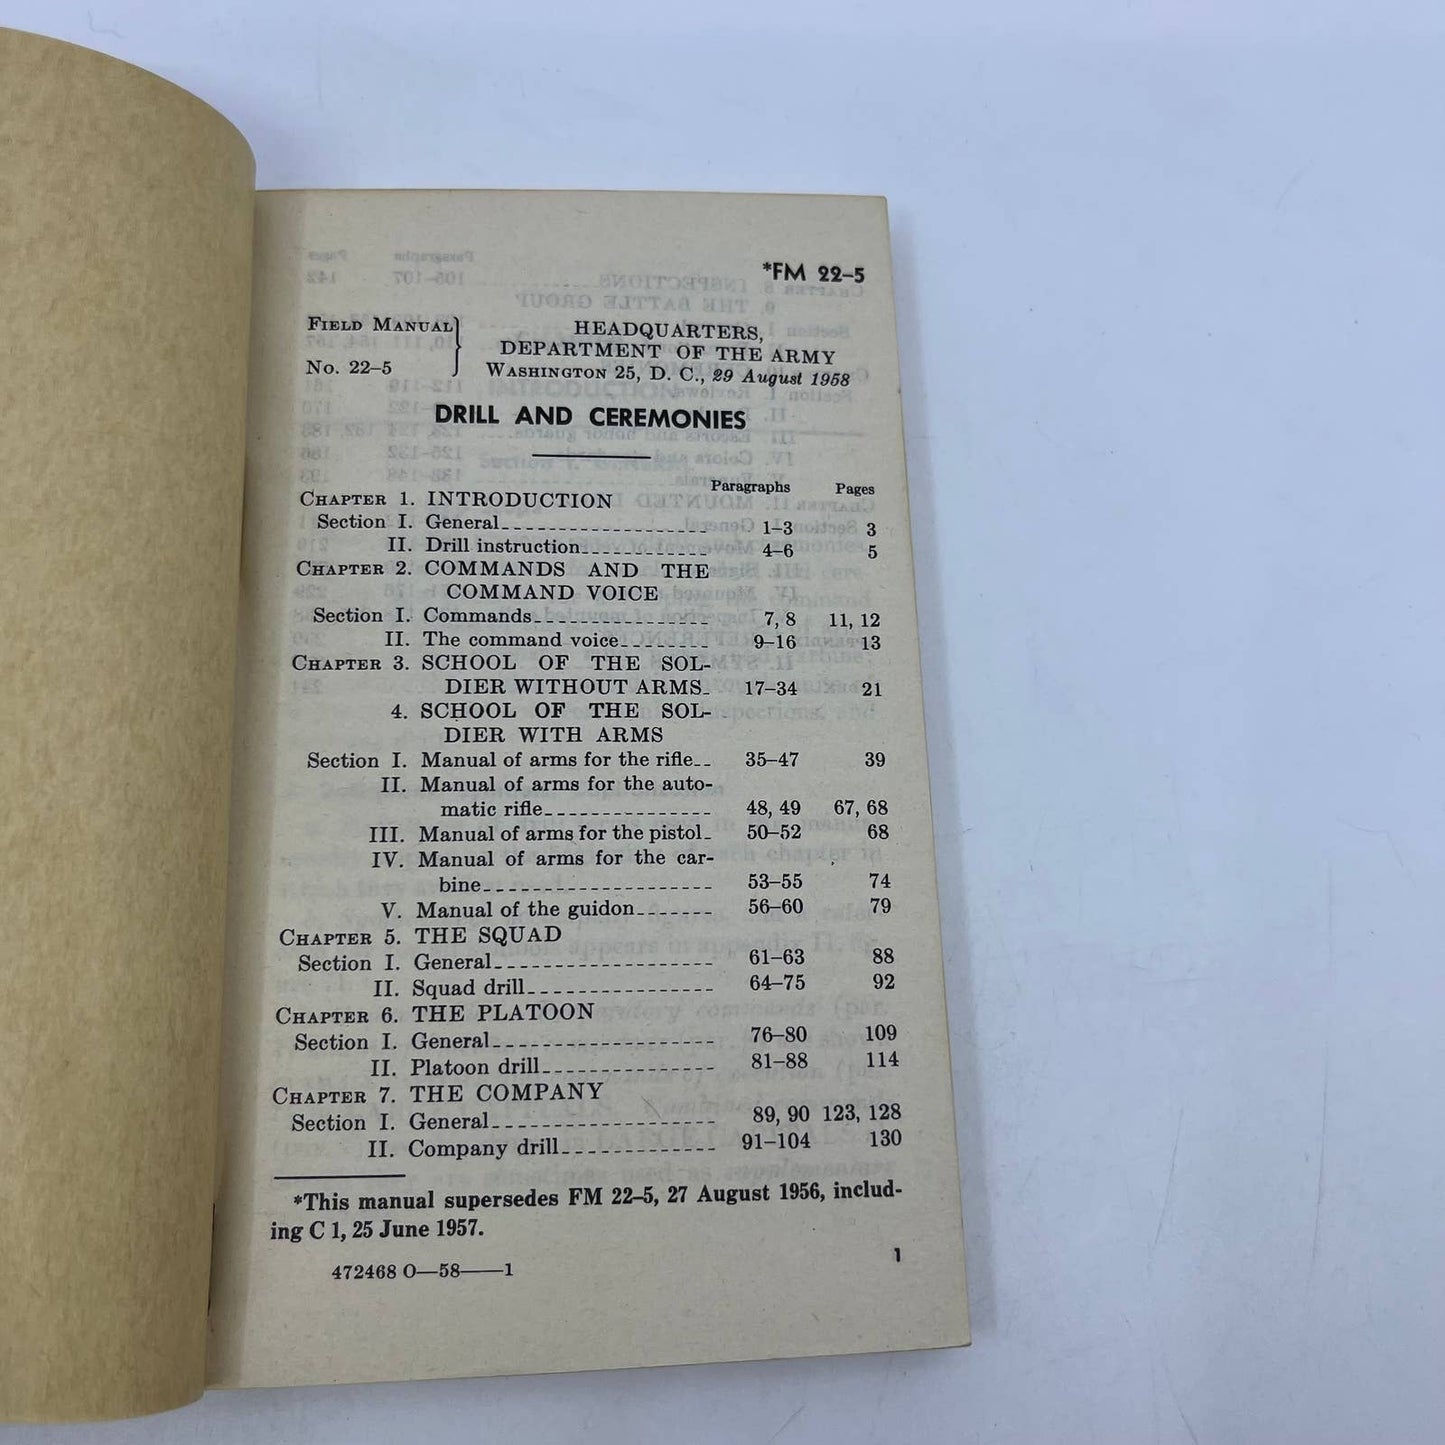 *FM 22–5
Field Manual
No. 22–5
HEADQUARTERS,
DEPARTMENT OF THE ARMY
Washington 25, D. C., 29 August 1958
DRILL AND CEREMONIES
Paragraphs Pages
Chapter 1. INTRODUCTION
Section I. General 1–3 3
II. Drill instruction 4–6 5
Chapter 2. COMMANDS AND THE
COMMAND VOICE
Section I. Commands 7, 8 11, 12
II. The command voice 9–16 13
Chapter 3. SCHOOL OF THE SOL-
DIER WITHOUT ARMS 17–34 21
4. SCHOOL OF THE SOL-
DIER WITH ARMS
Section I. Manual of arms for the rifle 35–47 39
II. Manual of arms for the auto-
matic rifle 48, 49 67, 68
III. Manual of arms for the pistol 50–52 68
IV. Manual of arms for the car-
bine 53–55 74
V. Manual of the guidon 56–60 79
Chapter 5. THE SQUAD
Section I. General 61–63 88
II. Squad drill 64–75 92
Chapter 6. THE PLATOON
Section I. General 76–80 109
II. Platoon drill 81–88 114
Chapter 7. THE COMPANY
Section I. General 89, 90 123, 128
II. Company drill 91–104 130
*This manual supersedes FM 22–5, 27 August 1956, includ-
ing C 1, 25 June 1957.
472468 O—58——1
1